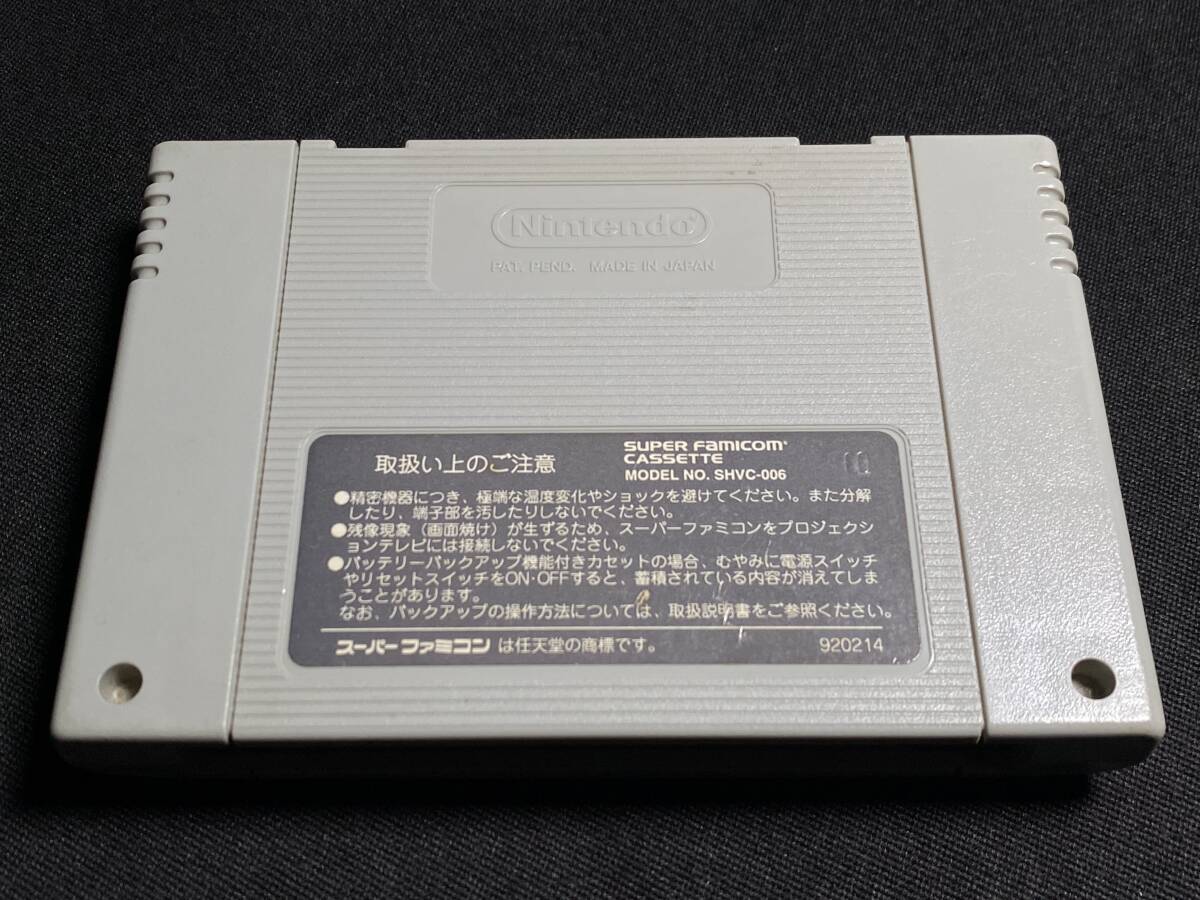 Nintendo®
PAT. PEND. MADE IN JAPAN
取扱い上のご注意
SUPER FAMICOM
CASSETTE
MODEL NO. SHVC-006
10
●精密機器につき、極端な温度変化やショックを避けてください。また分解
したり、端子部を汚したりしないでください。
●残像現象（画面焼け）が生ずるため、スーパーファミコンをプロジェクシ
ョンテレビには接続しないでください。
●バッテリーバックアップ機能付きカセットの場合、むやみに電源スイッチ
やリセットスイッチをON·OFFすると、蓄積されている内容が消えてしま
うことがあります。
なお、バックアップの操作方法については、取扱説明書をご参照ください。
スーパーファミコン は任天堂の商標です。
920214